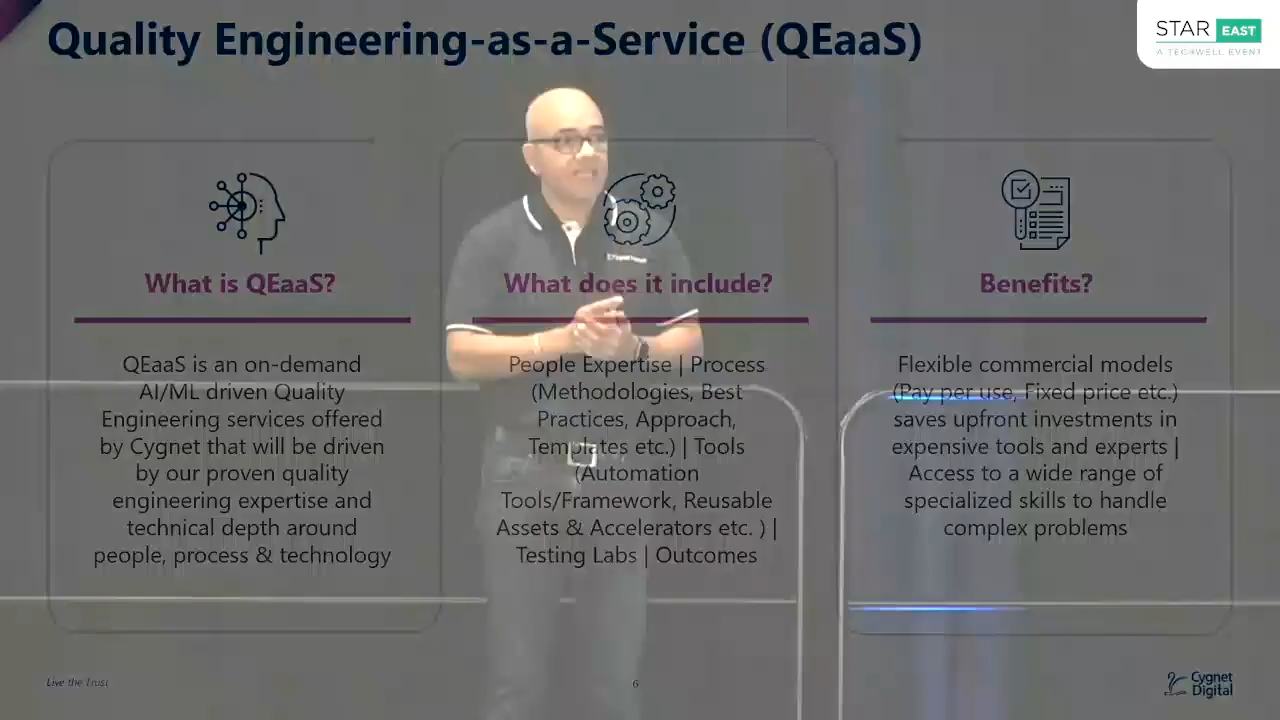 Quality Engineering-as-a-Service (QEaaS)
STAR EAST
A TECHWELL EVENT
What is QEaaS?
QEaaS is an on-demand
AI/ML driven Quality
Engineering services offered
by Cygnet that will be driven
by our proven quality
engineering expertise and
technical depth around
people, process & technology
What does it include?
People Expertise | Process
(Methodologies, Best
Practices, Approach,
Templates etc.) | Tools
(Automation
Tools/Framework, Reusable
Assets & Accelerators etc. ) |
Testing Labs | Outcomes
Benefits?
Flexible commercial models
(Pay per use, Fixed price etc.)
saves upfront investments in
expensive tools and experts |
Access to a wide range of
specialized skills to handle
complex problems
Live the Trust
6
Cygnet
Digital